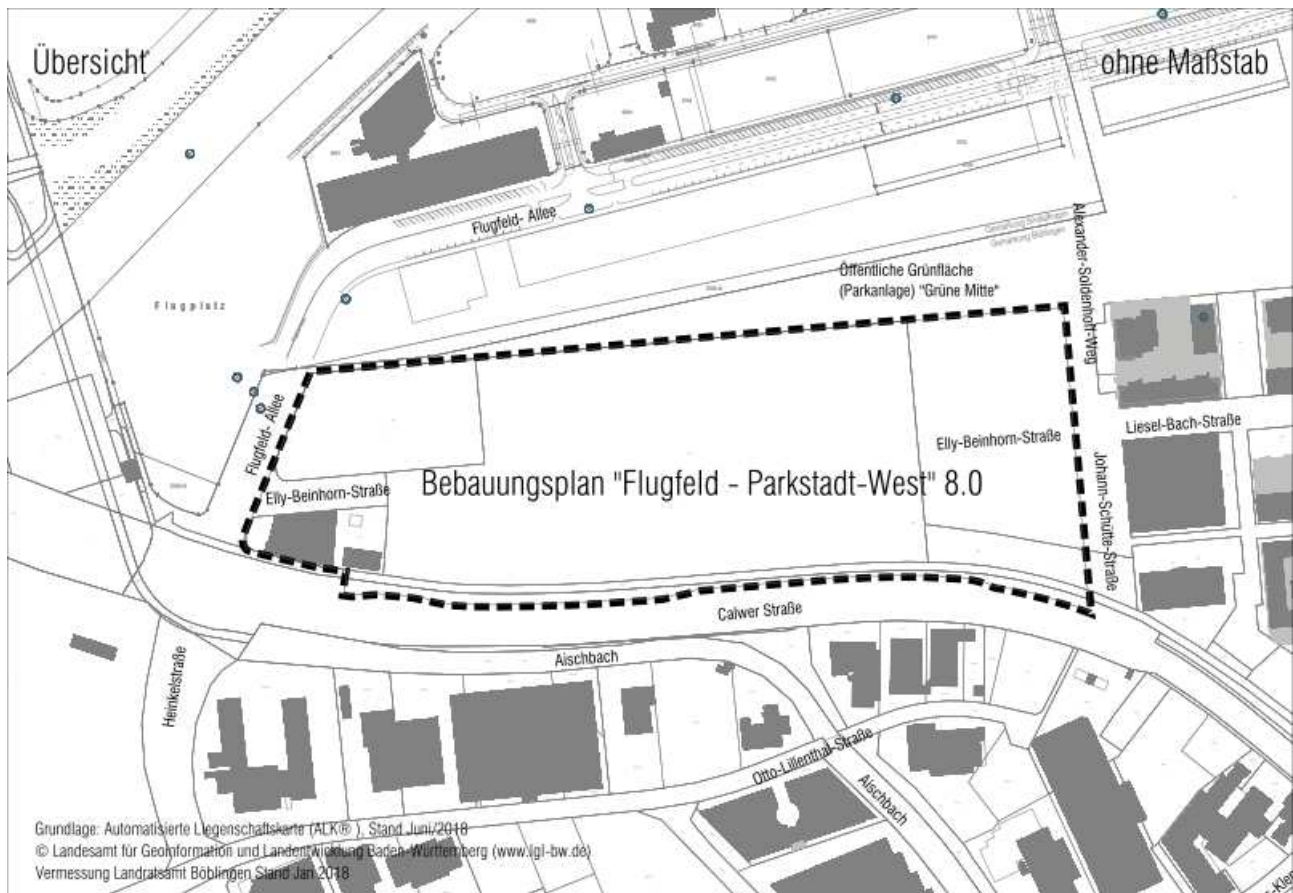 Übersicht
ohne Maßstab
Flugfeld- Allee
Gemarkung Böblingen
Öffentliche Grünfläche
(Parkanlage) "Grüne Mitte"
Alexander-Soldenhoff-Weg
Flugplatz
Flugfeld- Allee
Liesel-Bach-Straße
Elly-Beinhorn-Straße
Elly-Beinhorn-Straße
Bebauungsplan "Flugfeld - Parkstadt-West" 8.0
Johann-Schütte-Straße
Calwer Straße
Aischbach
Heinkelstraße
Otto-Lilienthal-Straße
Aischbach
Grundlage: Automatisierte Liegenschaftskarte (ALK® ), Stand Juni/2018
© Landesamt für Geoinformation und Landentwicklung Baden-Württemberg (www.lgl-bw.de)
Vermessung Landratsamt Böblingen Stand Jan 2018